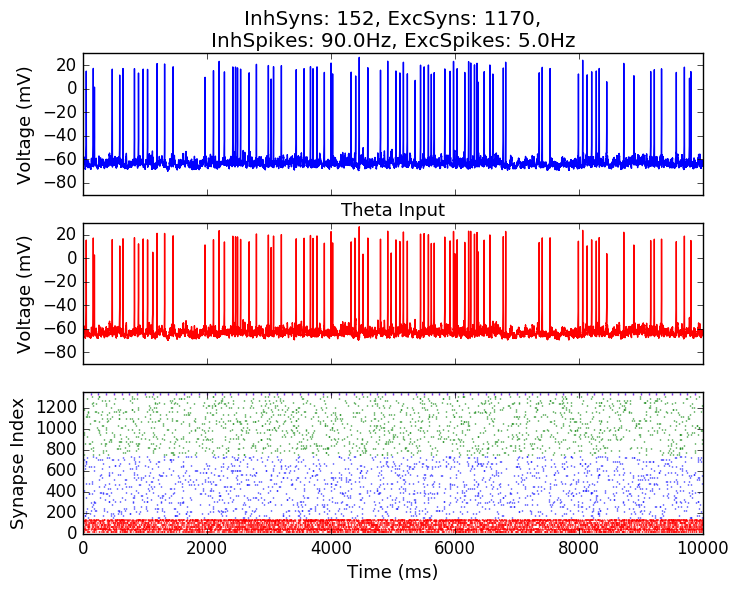 InhSyns: 152, ExcSyns: 1170,
InhSpikes: 90.0Hz, ExcSpikes: 5.0Hz
Voltage (mV)
20
0
−20
−40
−60
−80
Theta Input
Voltage (mV)
20
0
−20
−40
−60
−80
Synapse Index
1200
1000
800
600
400
200
0
0 2000 4000 6000 8000 10000
Time (ms)